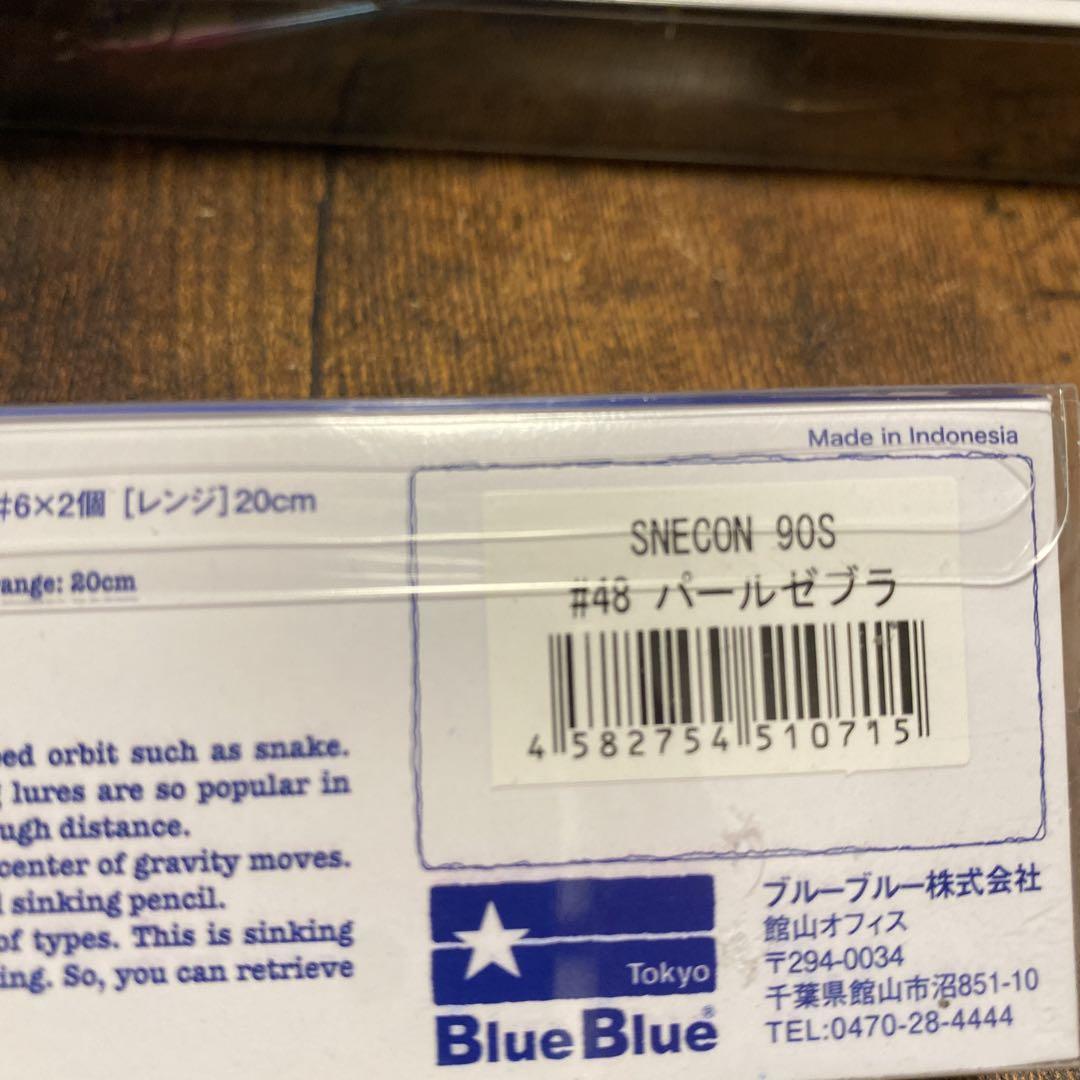 Made in Indonesia
#6×2個 [レンジ]20cm
range: 20cm
SNECON 90S
#48 パールゼブラ
4 582754 510715
orbit such as snake.
lures are so popular in
distance.
center of gravity moves.
sinking pencil.
of types. This is sinking
So, you can retrieve
Tokyo
BlueBlue®
ブルーブルー株式会社
館山オフィス
〒294-0034
千葉県館山市沼851-10
TEL:0470-28-4444